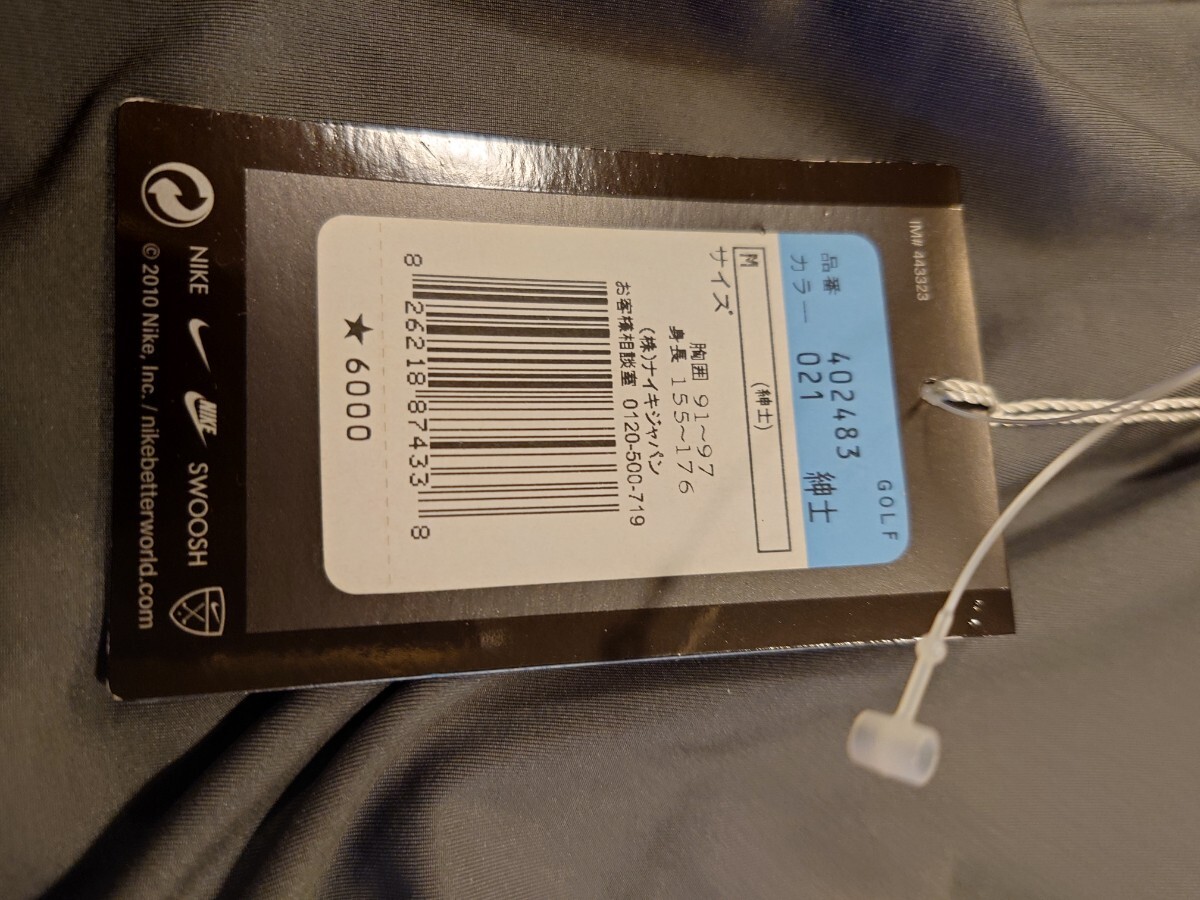 IM# 443323
GOLF
品番 402483 紳士
カラー 021
M (紳士)
サイズ
胸囲 91~97
身長 155~176
(株)ナイキジャパン
お客様相談室 0120-500-719
8 26218 87433 8
★ 6000
NIKE NIKE SWOOSH
© 2010 Nike, Inc. / nikebetterworld.com